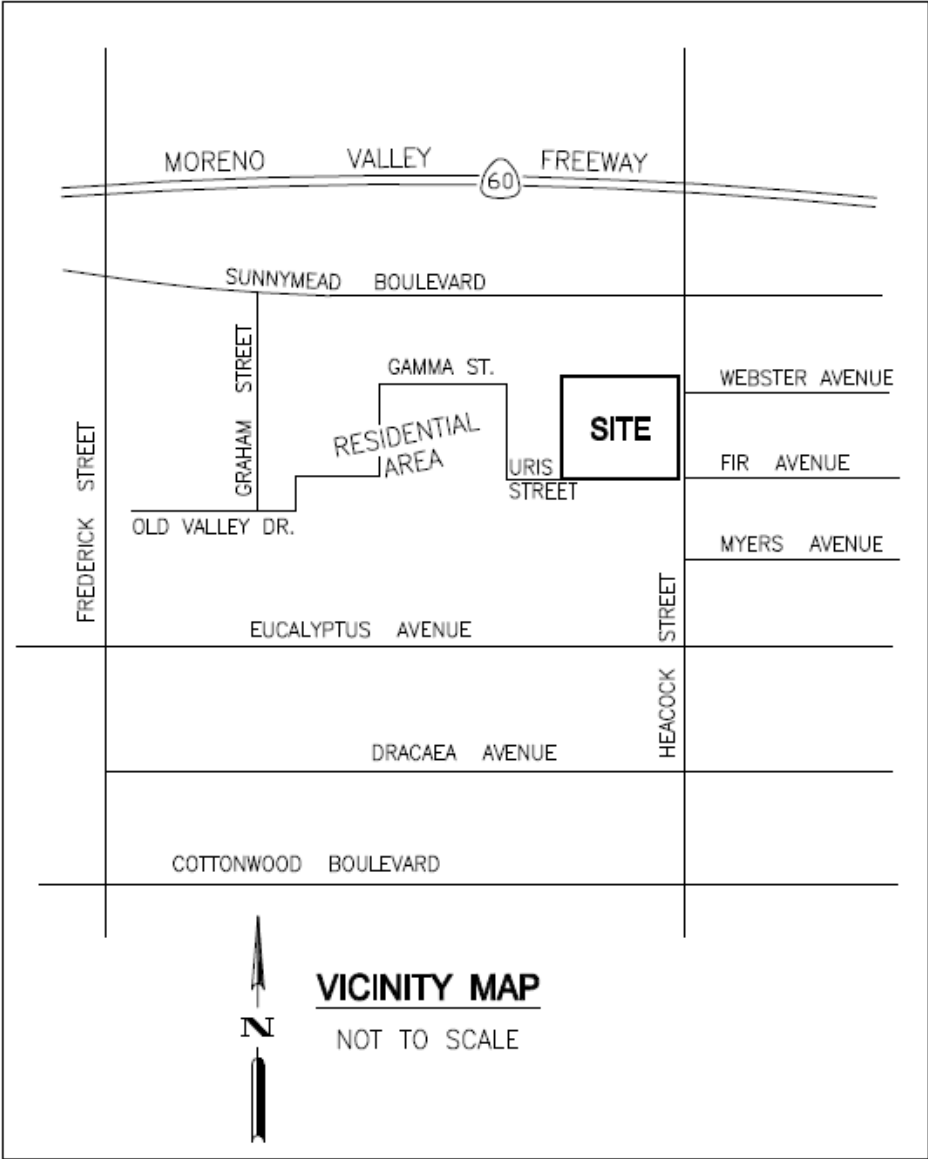 MORENO VALLEY 60 FREEWAY
SUNNYMEAD BOULEVARD
GRAHAM STREET
GAMMA ST.
WEBSTER AVENUE
RESIDENTIAL
AREA
SITE
FREDERICK STREET
URIS
STREET
FIR AVENUE
OLD VALLEY DR.
MYERS AVENUE
HEACOCK STREET
EUCALYPTUS AVENUE
DRACAEA AVENUE
COTTONWOOD BOULEVARD
VICINITY MAP
N
NOT TO SCALE